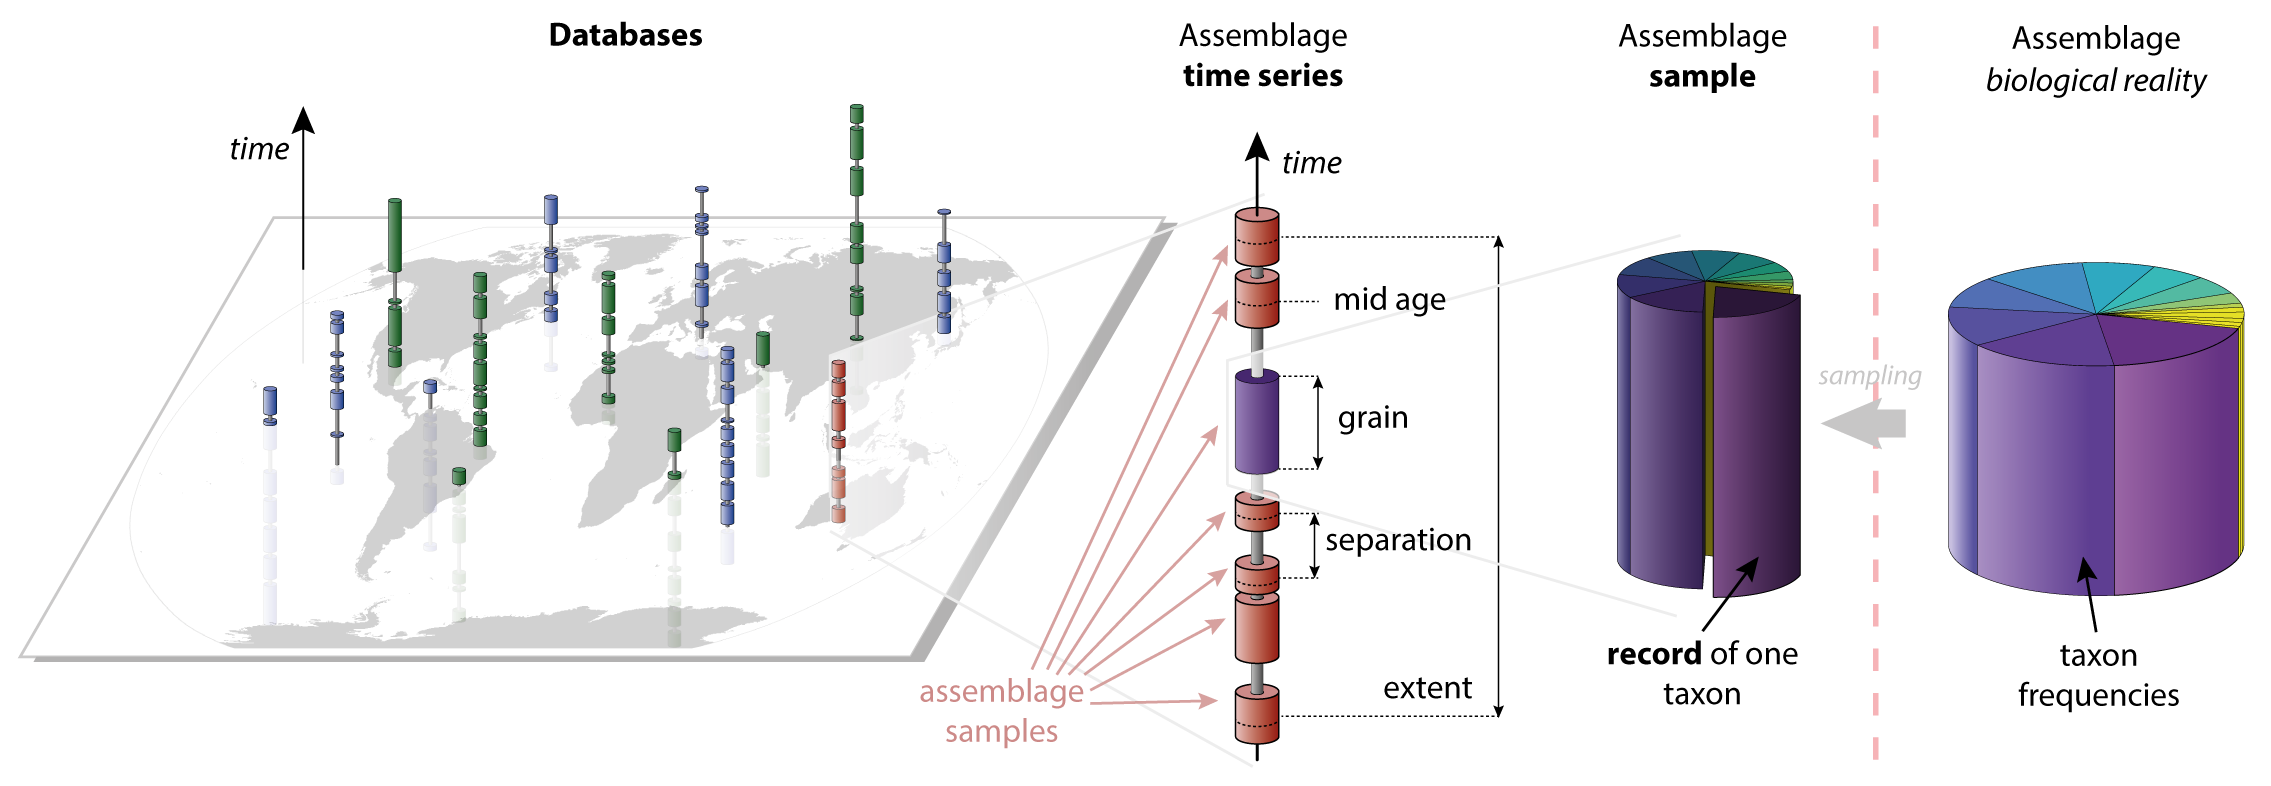 Databases
time
Assemblage
time series
time
mid age
grain
separation
extent
assemblage
samples
Assemblage
sample
record of one
taxon
sampling
Assemblage
biological reality
taxon
frequencies